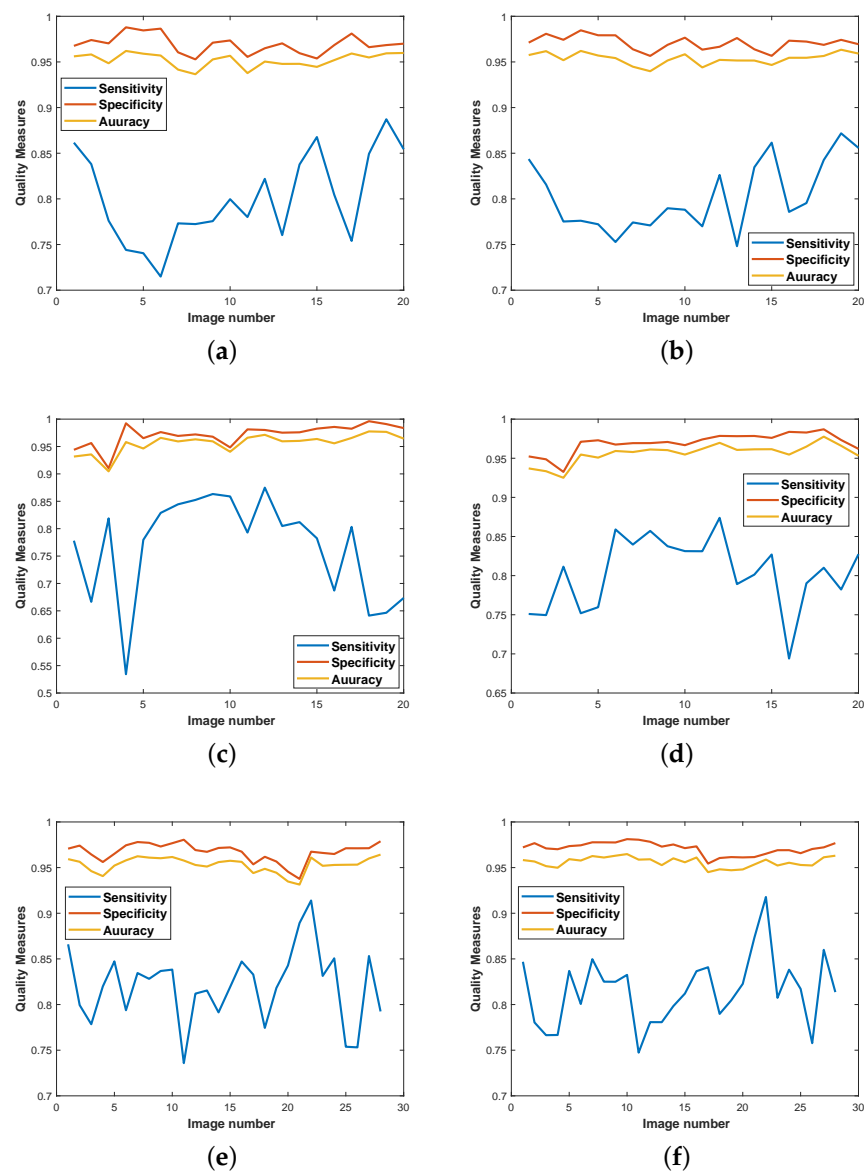 1
0.95
0.9
0.85
0.8
0.75
0.7
Quality Measures
Sensitivity
Specificity
Auuracy
0 5 10 15 20
Image number
(a)
1
0.95
0.9
0.85
0.8
0.75
0.7
Quality Measures
Sensitivity
Specificity
Auuracy
0 5 10 15 20
Image number
(b)
1
0.95
0.9
0.85
0.8
0.75
0.7
0.65
0.6
0.55
0.5
Quality Measures
Sensitivity
Specificity
Auuracy
0 5 10 15 20
Image number
(c)
1
0.95
0.9
0.85
0.8
0.75
0.7
0.65
Quality Measures
Sensitivity
Specificity
Auuracy
0 5 10 15 20
Image number
(d)
1
0.95
0.9
0.85
0.8
0.75
0.7
Quality Measures
Sensitivity
Specificity
Auuracy
0 5 10 15 20 25 30
Image number
(e)
1
0.95
0.9
0.85
0.8
0.75
0.7
Quality Measures
Sensitivity
Specificity
Auuracy
0 5 10 15 20 25 30
Image number
(f)